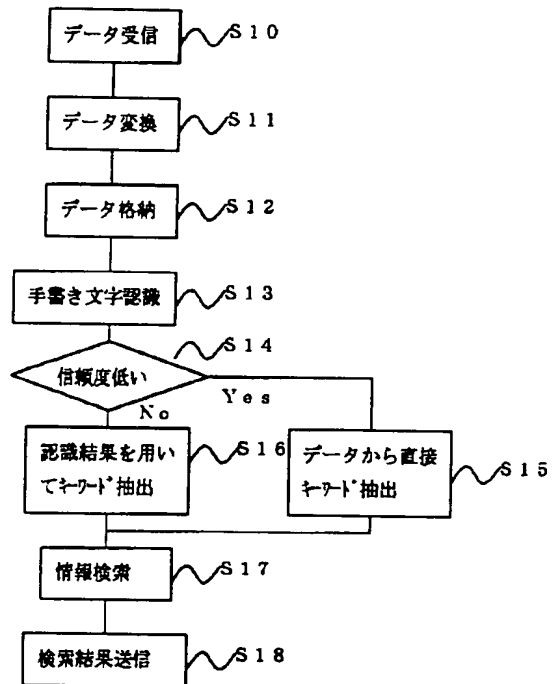 データ受信
S10
データ変換
S11
データ格納
S12
手書き文字認識
S13
S14
信頼度低い
Yes
No
認識結果を用い
てキーワード抽出
S16
データから直接
キーワード抽出
S15
情報検索
S17
検索結果送信
S18